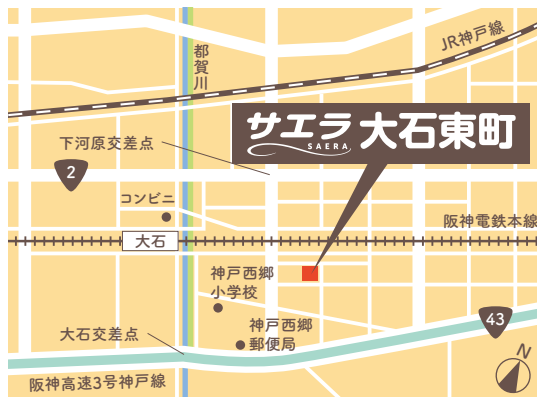 JR神戸線
都賀川
サエラ 大石東町
SAERA
下河原交差点
2
コンビニ
阪神電鉄本線
大石
神戸西郷
小学校
43
神戸西郷
郵便局
大石交差点
N
阪神高速3号神戸線